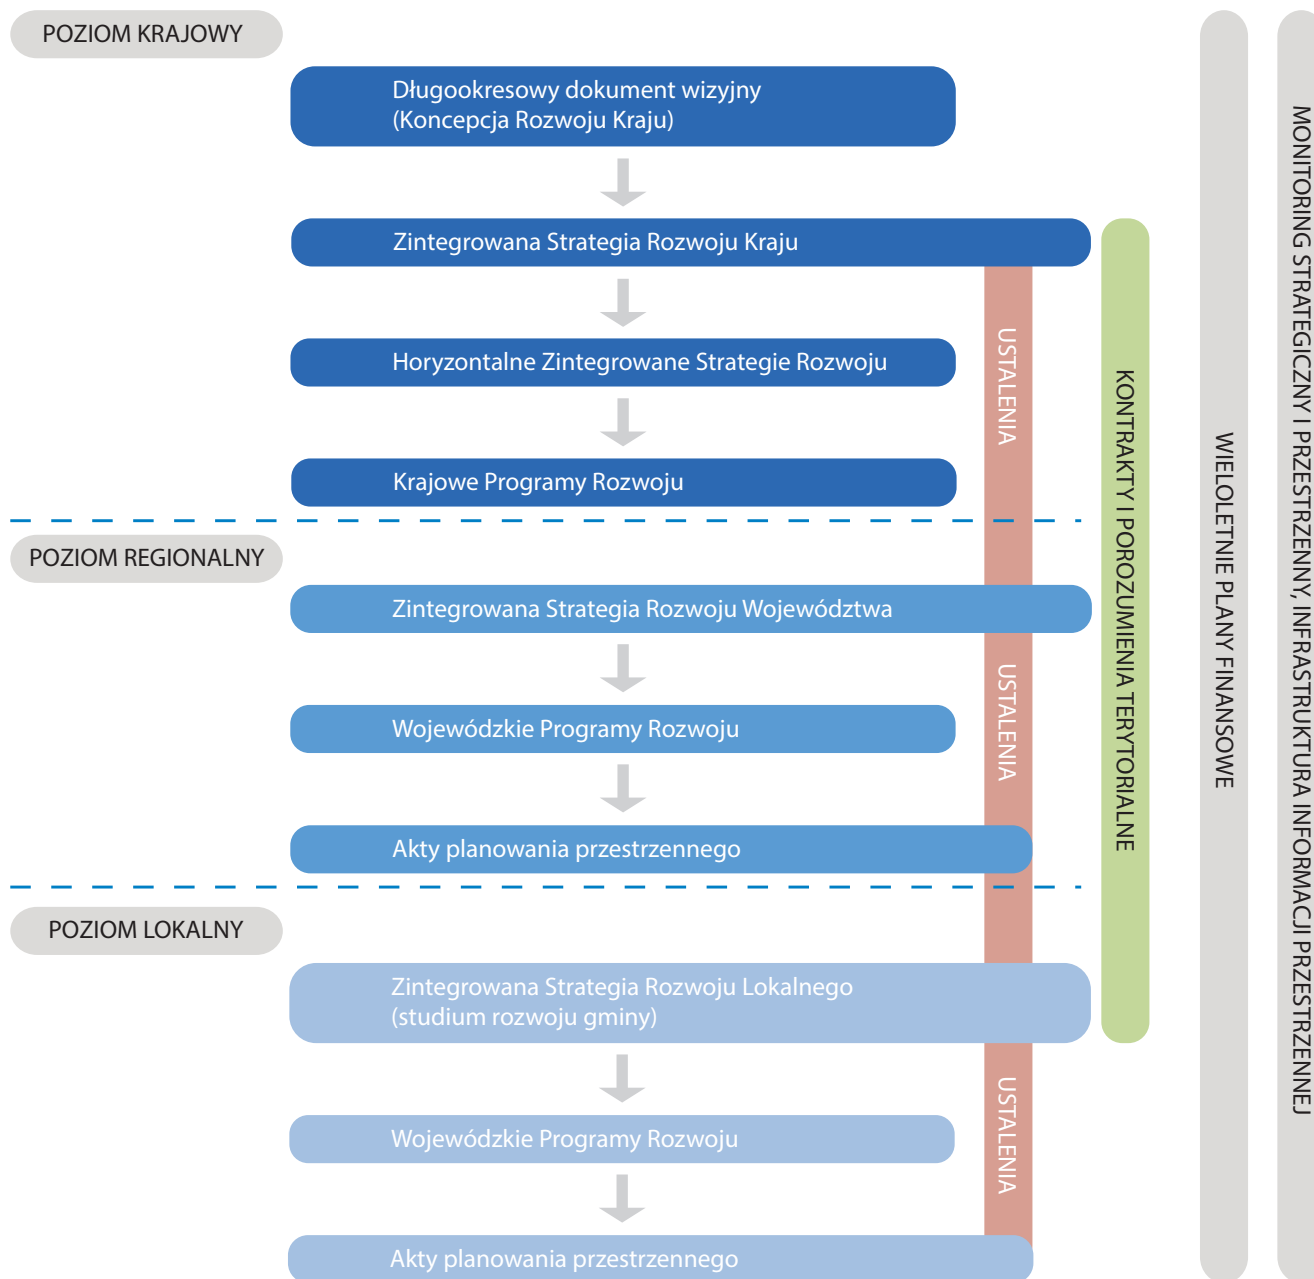 POZIOM KRAJOWY
Długookresowy dokument wizyjny
(Koncepcja Rozwoju Kraju)
Zintegrowana Strategia Rozwoju Kraju
Horyzontalne Zintegrowane Strategie Rozwoju
USTALENIA
Krajowe Programy Rozwoju
POZIOM REGIONALNY
Zintegrowana Strategia Rozwoju Województwa
Wojewódzkie Programy Rozwoju
USTALENIA
Akty planowania przestrzennego
POZIOM LOKALNY
Zintegrowana Strategia Rozwoju Lokalnego
(studium rozwoju gminy)
Wojewódzkie Programy Rozwoju
USTALENIA
Akty planowania przestrzennego
KONTRAKTY I POROZUMIENIA TERYTORIALNE
WIELOLETNIE PLANY FINANSOWE
MONITORING STRATEGICZNY I PRZESTRZENNY, INFRASTRUKTURA INFORMACJI PRZESTRZENNEJ